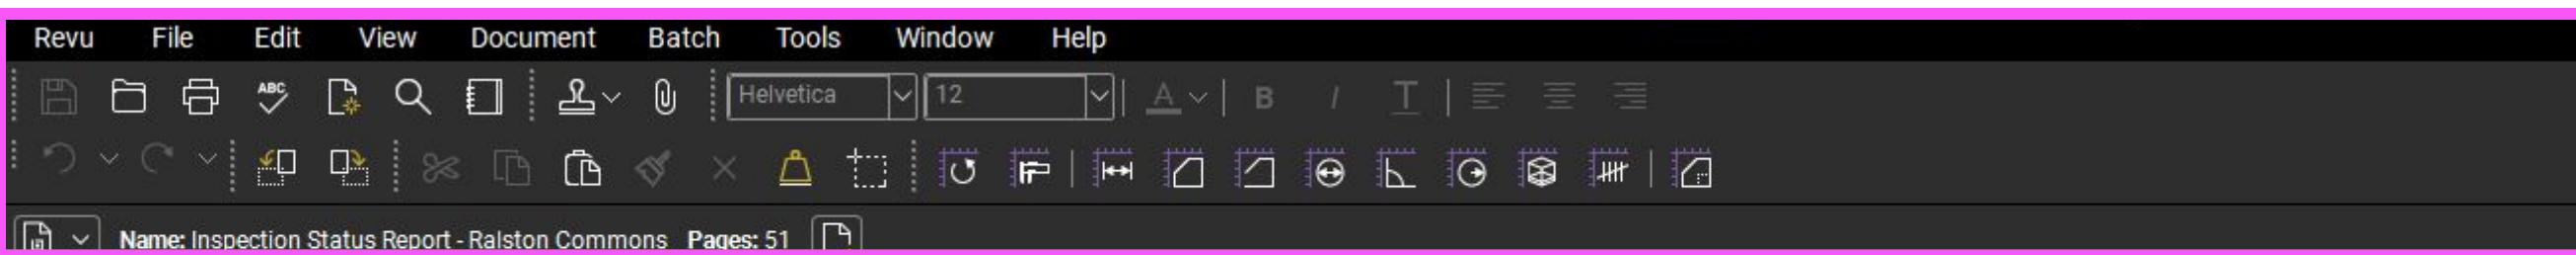 Revu File Edit View Document Batch Tools Window Help
ABC Helvetica 12 A B I T
Name: Inspection Status Report - Ralston Commons Pages: 51